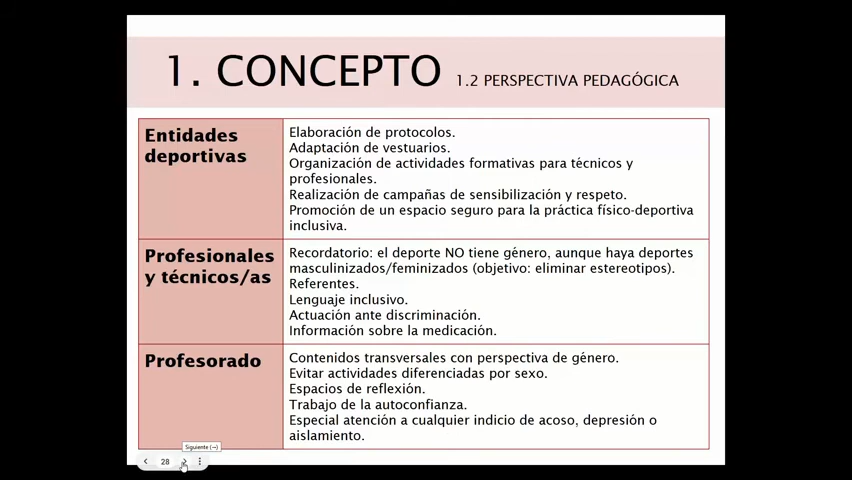 1. CONCEPTO 1.2 PERSPECTIVA PEDAGÓGICA
Entidades
deportivas
Elaboración de protocolos.
Adaptación de vestuarios.
Organización de actividades formativas para técnicos y
profesionales.
Realización de campañas de sensibilización y respeto.
Promoción de un espacio seguro para la práctica físico-deportiva
inclusiva.
Profesionales
y técnicos/as
Recordatorio: el deporte NO tiene género, aunque haya deportes
masculinizados/feminizados (objetivo: eliminar estereotipos).
Referentes.
Lenguaje inclusivo.
Actuación ante discriminación.
Información sobre la medicación.
Profesorado
Contenidos transversales con perspectiva de género.
Evitar actividades diferenciadas por sexo.
Espacios de reflexión.
Trabajo de la autoconfianza.
Especial atención a cualquier indicio de acoso, depresión o
aislamiento.
Siguiente (→)
28